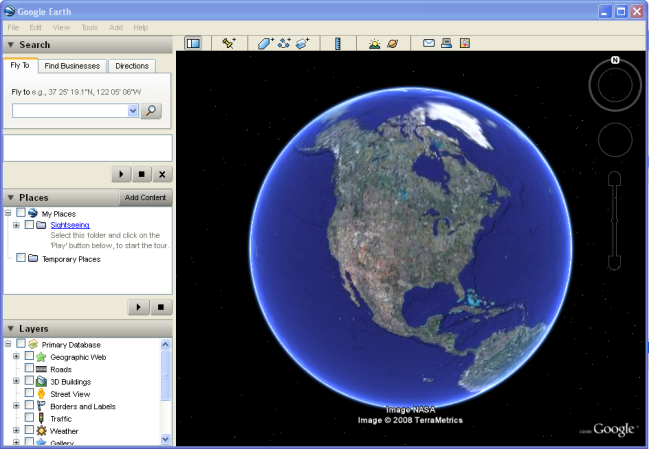 Google Earth
File Edit View Tools Add Help
Search
Fly To Find Businesses Directions
Fly to e.g., 37 25' 19.1"N, 122 05' 06"W
Places Add Content
My Places
Sightseeing
Select this folder and click on the
'Play' button below, to start the tour.
Temporary Places
Layers
Primary Database
Geographic Web
Roads
3D Buildings
Street View
Borders and Labels
Traffic
Weather
Gallery
N
Image NASA
Image © 2008 TerraMetrics
©2008 Google™